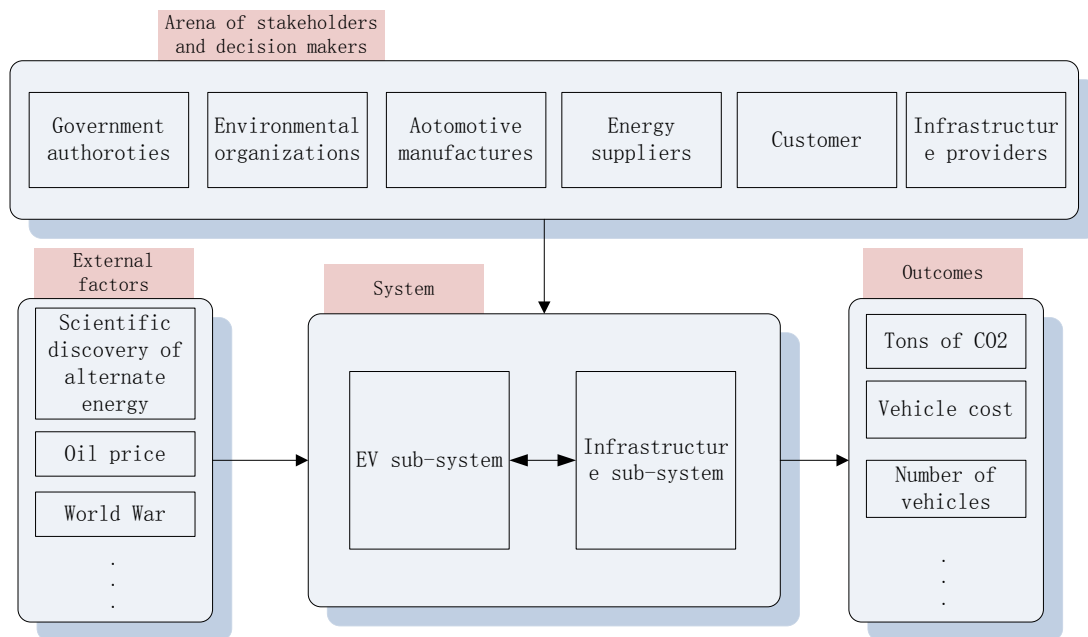 Arena of stakeholders
and decision makers
Government
authoroties
Environmental
organizations
Aotomotive
manufactures
Energy
suppliers
Customer
Infrastructur
e providers
External
factors
Scientific
discovery of
alternate
energy
Oil price
World War
.
.
.
System
EV sub-system
Infrastructur
e sub-system
Outcomes
Tons of CO2
Vehicle cost
Number of
vehicles
.
.
.